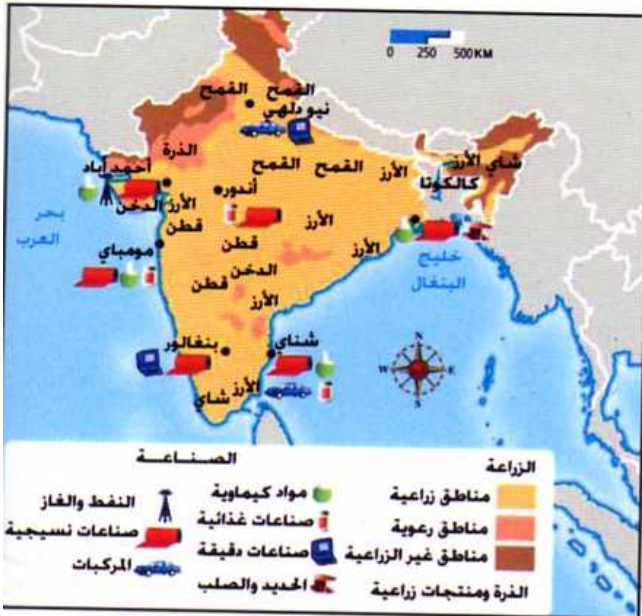 0 250 500 KM
القمح
القمح
نيو دلهي
الذرة
القمح
القمح
الأرز
شاي
الأرز
كالكوتا
أحمد أباد
الدخن
الأرز
أندور
الأرز
قطن
بحر
العرب
مومباي
قطن
الدخن
قطن
الأرز
الأرز
خليج
البنغال
بنغالور
شناي
الأرز
شاي
N
W E
S
الزراعة
مناطق زراعية
مناطق رعوية
مناطق غير الزراعية
الذرة ومنتجات زراعية
الصنـاعـــة
مواد كيماوية
صناعات غذائية
صناعات دقيقة
الحديد والصلب
النفط والغاز
صناعات نسيجية
المركبات